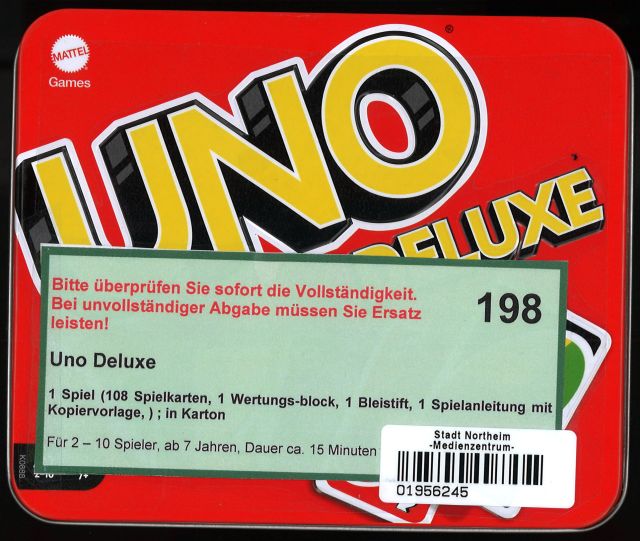 MATTEL
Games
UNO
®
DELUXE
Bitte überprüfen Sie sofort die Vollständigkeit.
Bei unvollständiger Abgabe müssen Sie Ersatz
leisten!
198
Uno Deluxe
1 Spiel (108 Spielkarten, 1 Wertungs-block, 1 Bleistift, 1 Spielanleitung mit
Kopiervorlage, ) ; in Karton
Für 2 – 10 Spieler, ab 7 Jahren, Dauer ca. 15 Minuten
Stadt Northeim
-Medienzentrum-
01956245
K0888